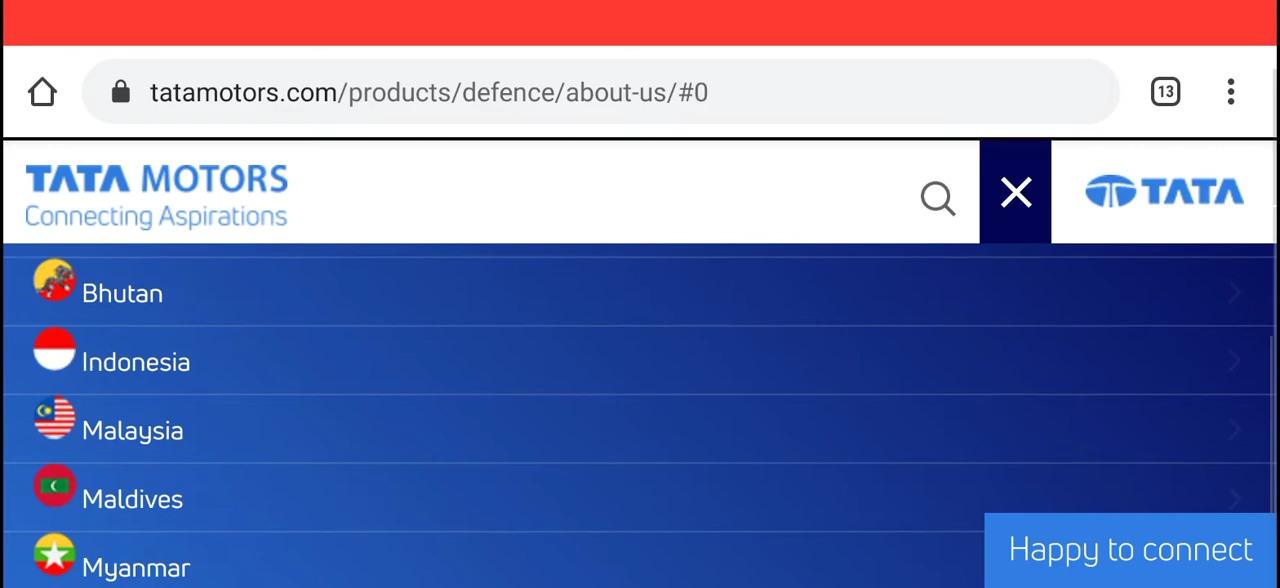 tatamotors.com/products/defence/about-us/#0
13
TATA MOTORS
Connecting Aspirations
TATA
Bhutan
Indonesia
Malaysia
Maldives
Myanmar
Happy to connect